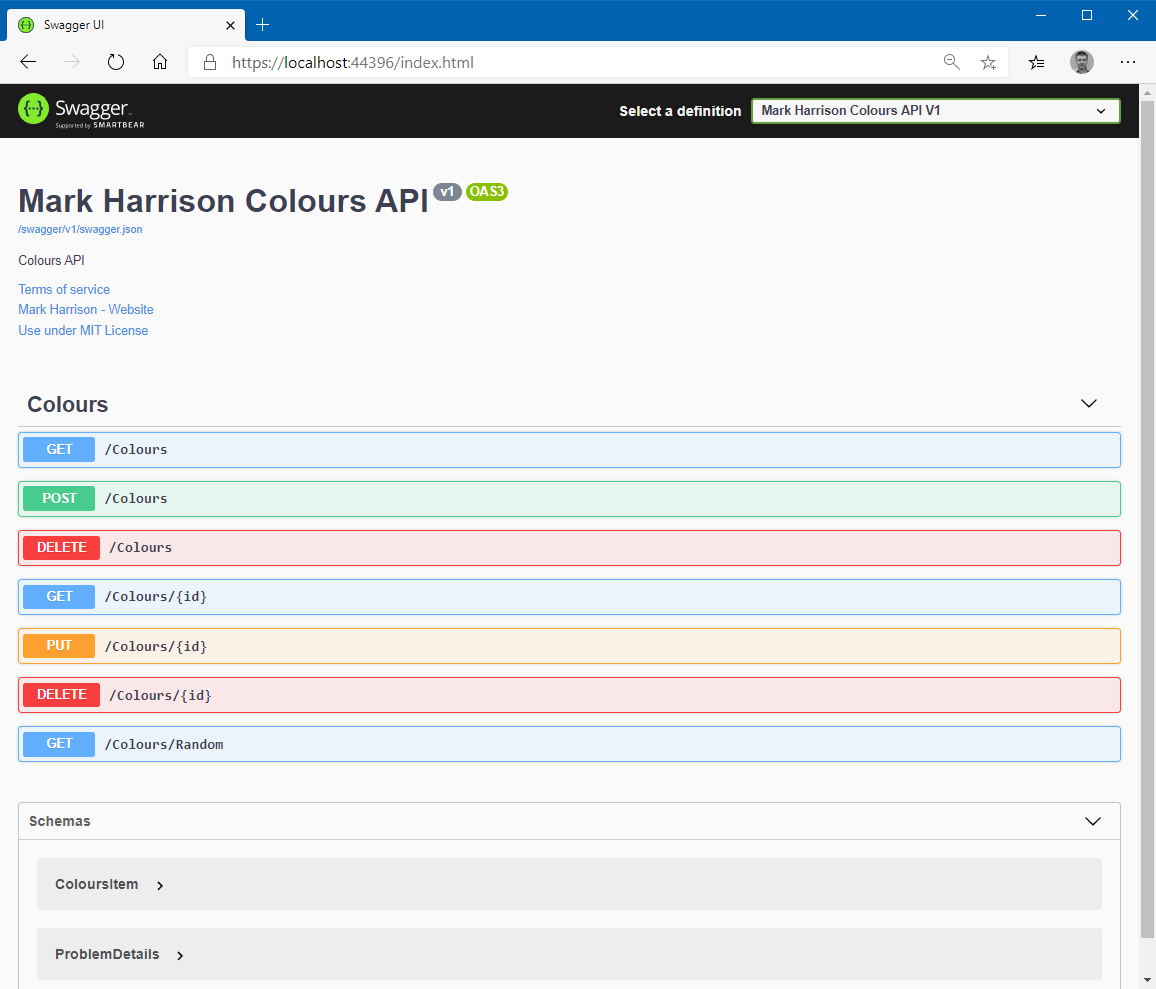 Swagger UI
https://localhost:44396/index.html
Swagger
Supported by SMARTBEAR
Select a definition
Mark Harrison Colours API V1
Mark Harrison Colours API v1 OAS3
/swagger/v1/swagger.json
Colours API
Terms of service
Mark Harrison - Website
Use under MIT License
Colours
GET /Colours
POST /Colours
DELETE /Colours
GET /Colours/{id}
PUT /Colours/{id}
DELETE /Colours/{id}
GET /Colours/Random
Schemas
ColoursItem
ProblemDetails